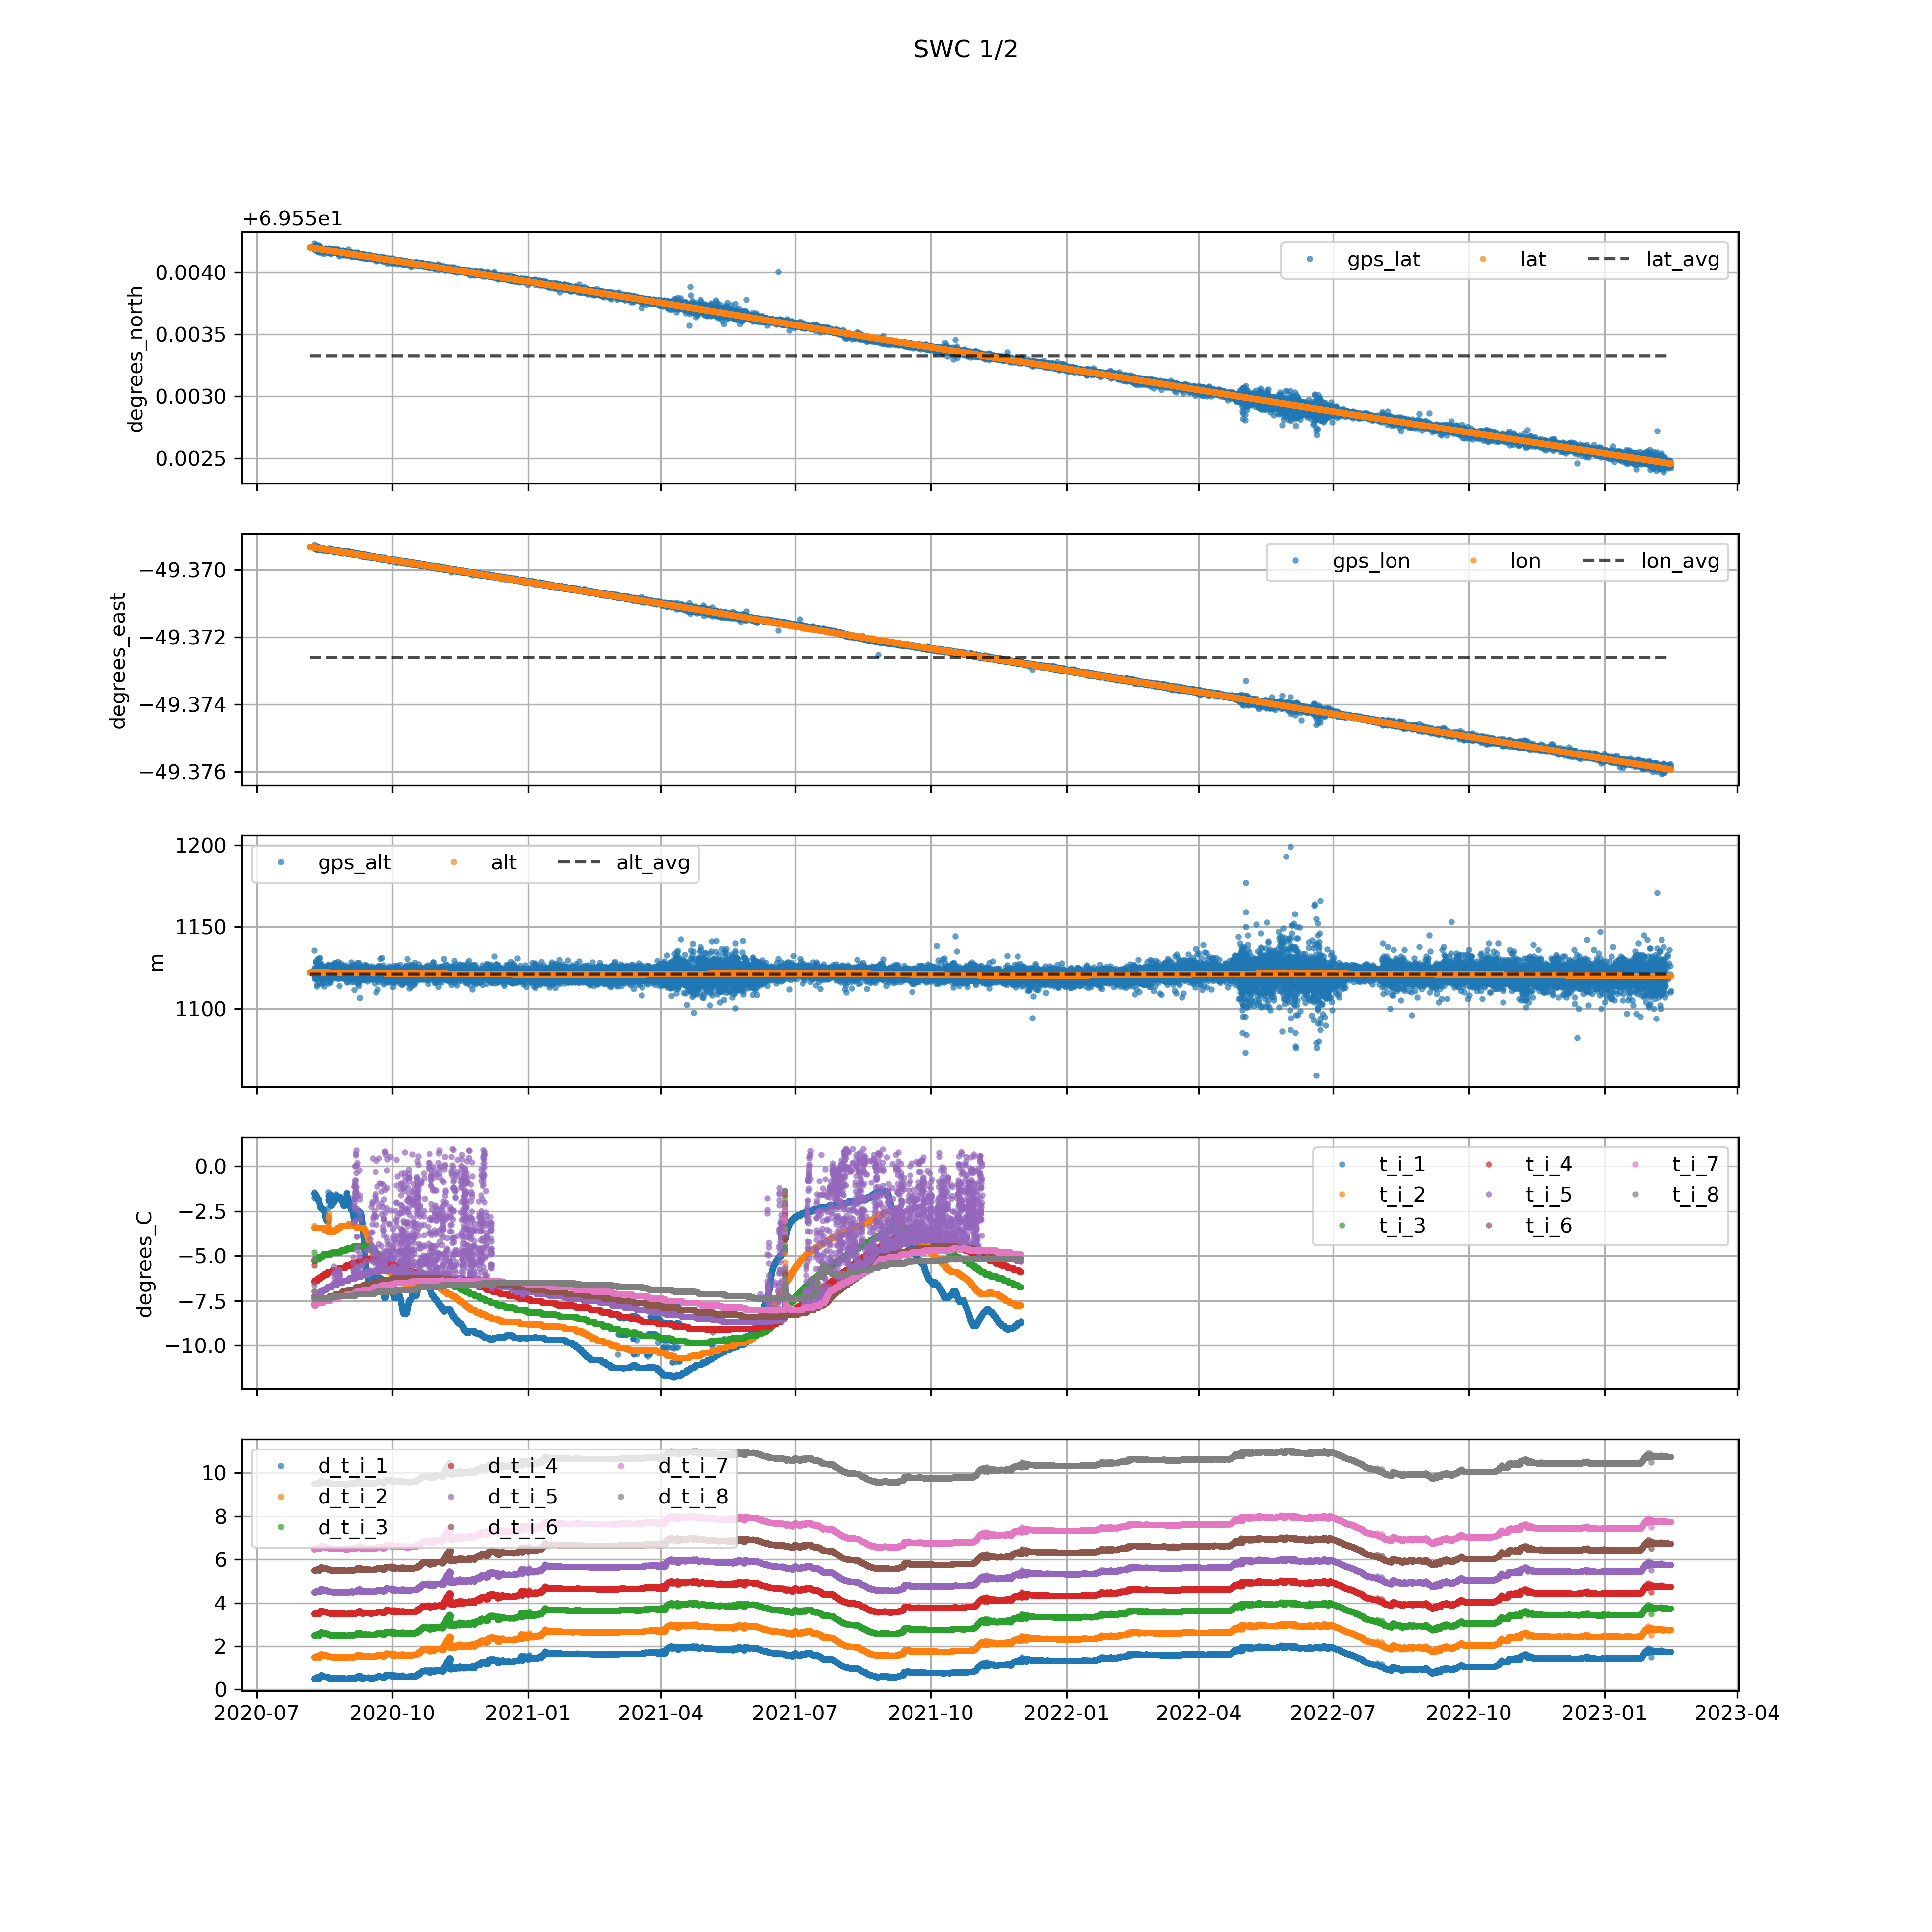 SWC 1/2
+6.955e1
degrees_north
0.0040
0.0035
0.0030
0.0025
gps_lat lat lat_avg
degrees_east
−49.370
−49.372
−49.374
−49.376
gps_lon lon lon_avg
m
1200
1150
1100
gps_alt alt alt_avg
degrees_C
0.0
−2.5
−5.0
−7.5
−10.0
t_i_1 t_i_4 t_i_7
t_i_2 t_i_5 t_i_8
t_i_3 t_i_6
10
8
6
4
2
0
d_t_i_1 d_t_i_4 d_t_i_7
d_t_i_2 d_t_i_5 d_t_i_8
d_t_i_3 d_t_i_6
2020-07 2020-10 2021-01 2021-04 2021-07 2021-10 2022-01 2022-04 2022-07 2022-10 2023-01 2023-04